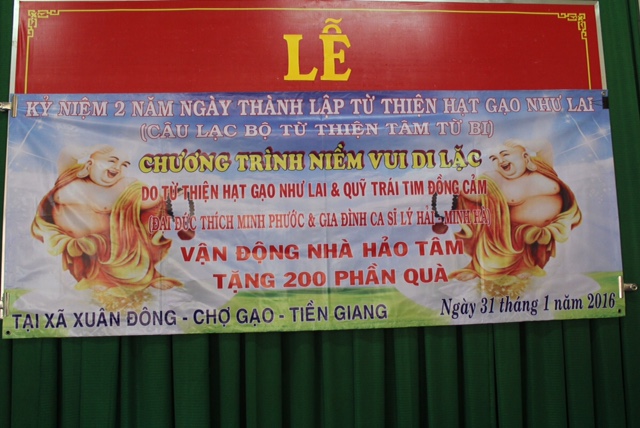 LỄ
KỶ NIỆM 2 NĂM NGÀY THÀNH LẬP TỪ THIỆN HẠT GẠO NHƯ LAI
(CÂU LẠC BỘ TỪ THIỆN TÂM TỪ BI)
CHƯƠNG TRÌNH NIỀM VUI DI LẶC
DO TỪ THIỆN HẠT GẠO NHƯ LAI & QUỸ TRÁI TIM ĐỒNG CẢM
(ĐẠI ĐỨC THÍCH MINH PHƯỚC & GIA ĐÌNH CA SĨ LÝ HẢI - MINH HÀ)
VẬN ĐỘNG NHÀ HẢO TÂM
TẶNG 200 PHẦN QUÀ
TẠI XÃ XUÂN ĐÔNG - CHỢ GẠO - TIỀN GIANG
Ngày 31 tháng 1 năm 2016